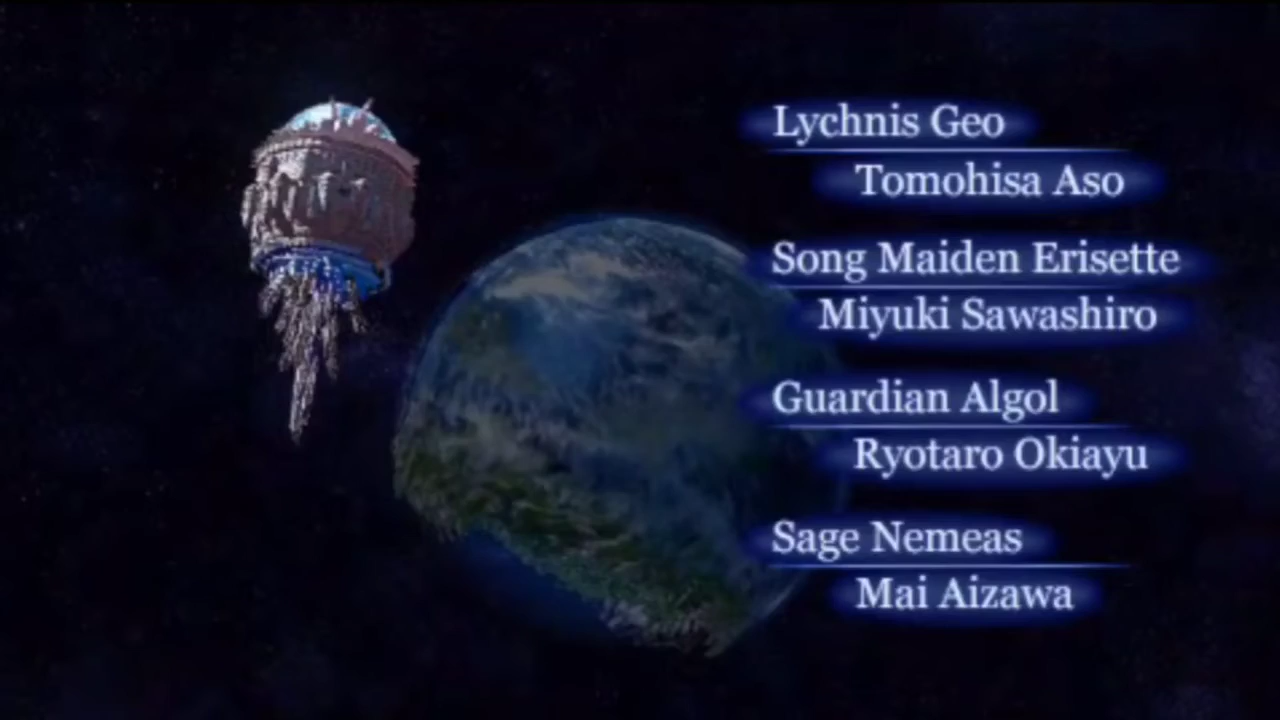 Lychnis Geo
Tomohisa Aso
Song Maiden Erisette
Miyuki Sawashiro
Guardian Algol
Ryotaro Okiayu
Sage Nemeas
Mai Aizawa